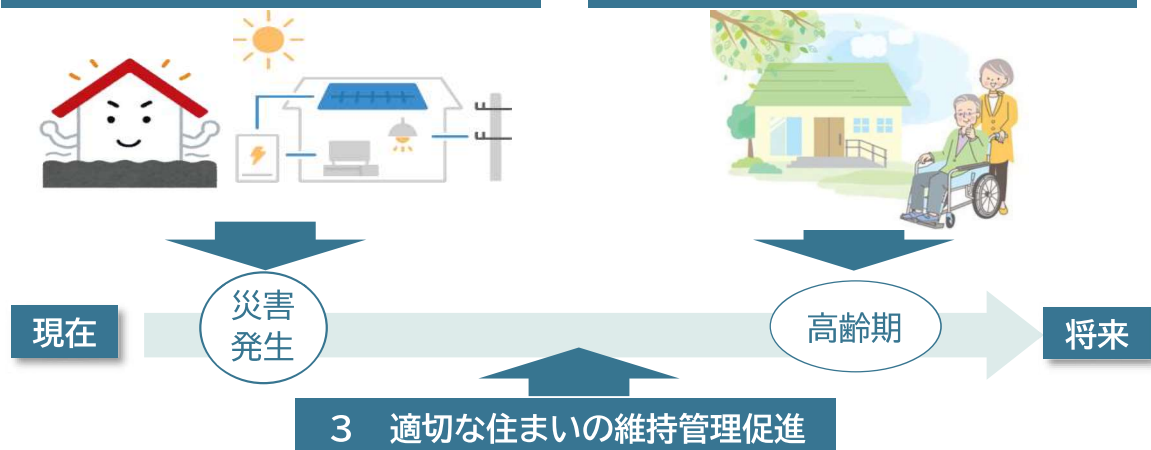 現在
災害
発生
高齢期
将来
３　適切な住まいの維持管理促進